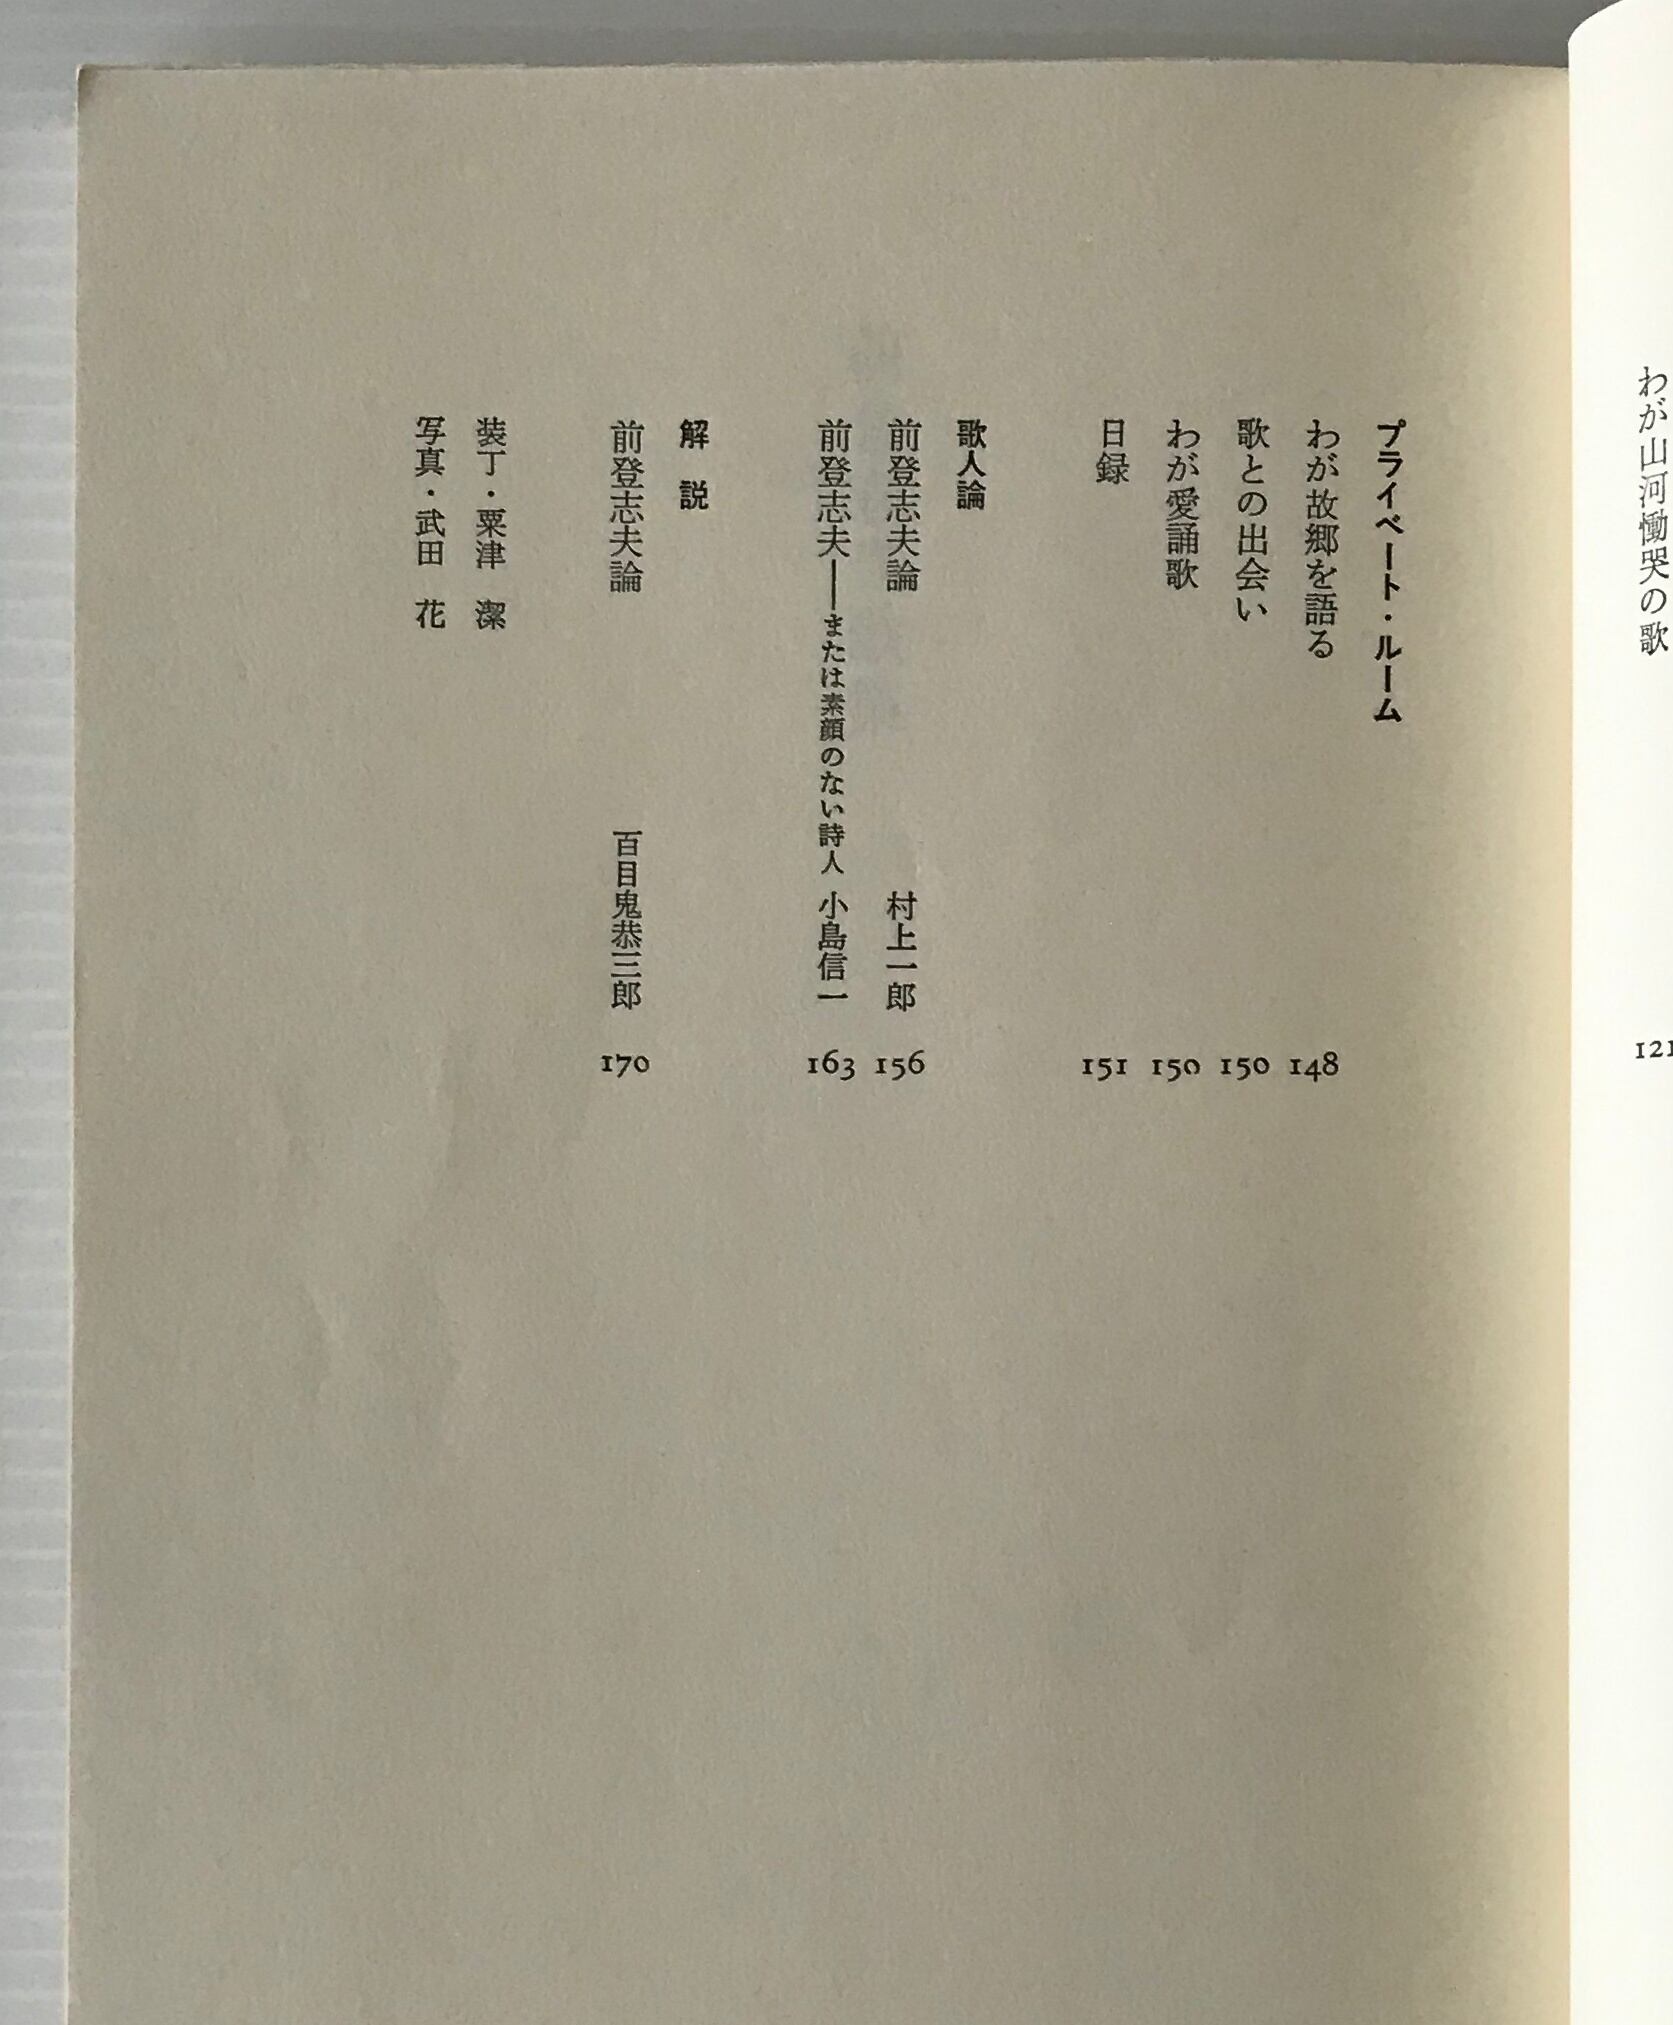 わが山河慟哭の歌 121
プライベート・ルーム
わが故郷を語る 148
歌との出会い 150
わが愛誦歌 150
日録 151
歌人論
前登志夫論 村上一郎 156
前登志夫――または素顔のない詩人 小島信一 163
解 説
前登志夫論 百目鬼恭三郎 170
装丁・粟津 潔
写真・武田 花